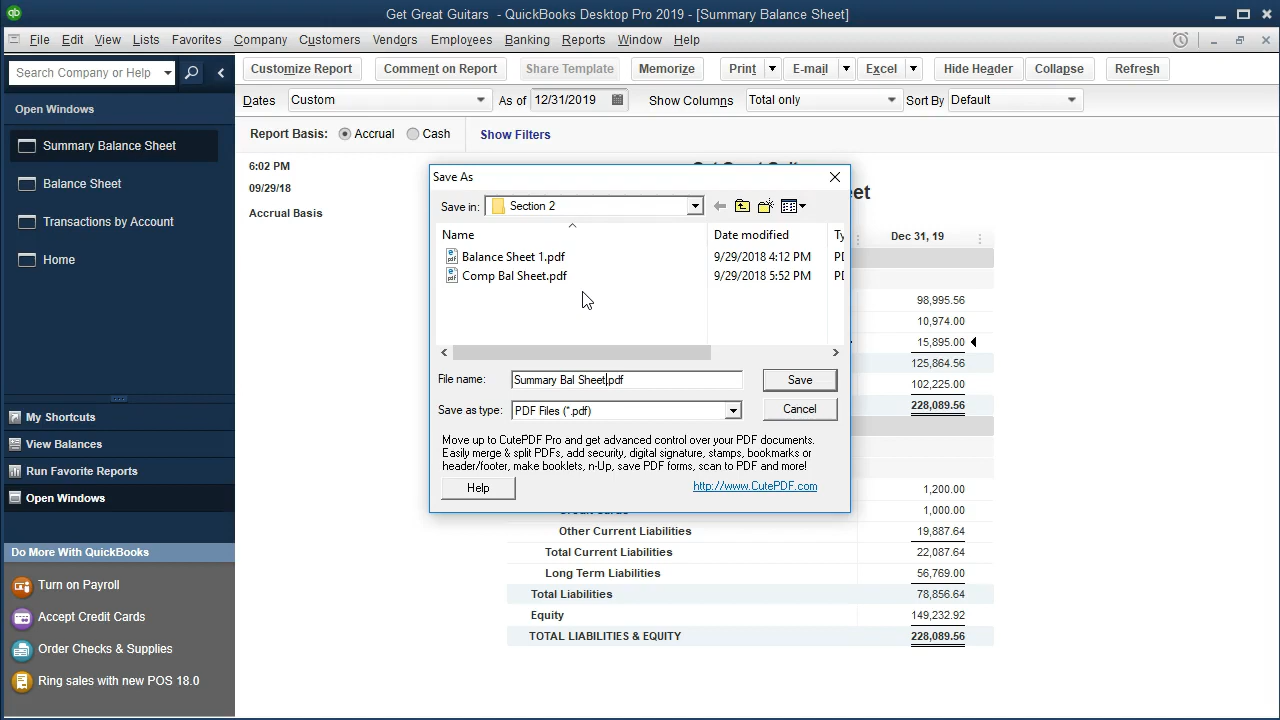 Get Great Guitars - QuickBooks Desktop Pro 2019 - [Summary Balance Sheet]
File Edit View Lists Favorites Company Customers Vendors Employees Banking Reports Window Help
Search Company or Help
Customize Report Comment on Report Share Template Memorize Print E-mail Excel Hide Header Collapse Refresh
Open Windows
Dates Custom As of 12/31/2019 Show Columns Total only Sort By Default
Summary Balance Sheet
Balance Sheet
Transactions by Account
Home
Report Basis: Accrual Cash Show Filters
6:02 PM
09/29/18
Accrual Basis
Save As
Save in: Section 2
Name Date modified
Balance Sheet 1.pdf 9/29/2018 4:12 PM
Comp Bal Sheet.pdf 9/29/2018 5:52 PM
File name: Summary Bal Sheet.pdf Save
Save as type: PDF Files (*.pdf) Cancel
Move up to CutePDF Pro and get advanced control over your PDF documents.
Easily merge & split PDFs, add security, digital signature, stamps, bookmarks or
header/footer, make booklets, n-Up, save PDF forms, scan to PDF and more!
Help http://www.CutePDF.com
Dec 31, 19
98,995.56
10,974.00
15,895.00
125,864.56
102,225.00
228,089.56
1,200.00
Credit Cards 1,000.00
Other Current Liabilities 19,887.64
Total Current Liabilities 22,087.64
Long Term Liabilities 56,769.00
Total Liabilities 78,856.64
Equity 149,232.92
TOTAL LIABILITIES & EQUITY 228,089.56
My Shortcuts
View Balances
Run Favorite Reports
Open Windows
Do More With QuickBooks
Turn on Payroll
Accept Credit Cards
Order Checks & Supplies
Ring sales with new POS 18.0